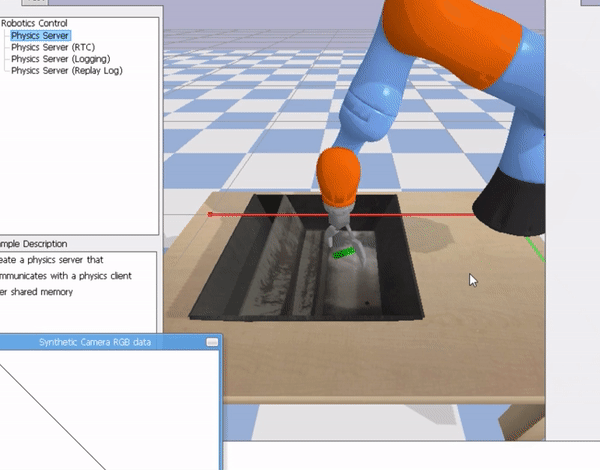 Robotics Control
Physics Server
Physics Server (RTC)
Physics Server (Logging)
Physics Server (Replay Log)
mple Description
eate a physics server that
mmunicates with a physics client
er shared memory
Synthetic Camera RGB data